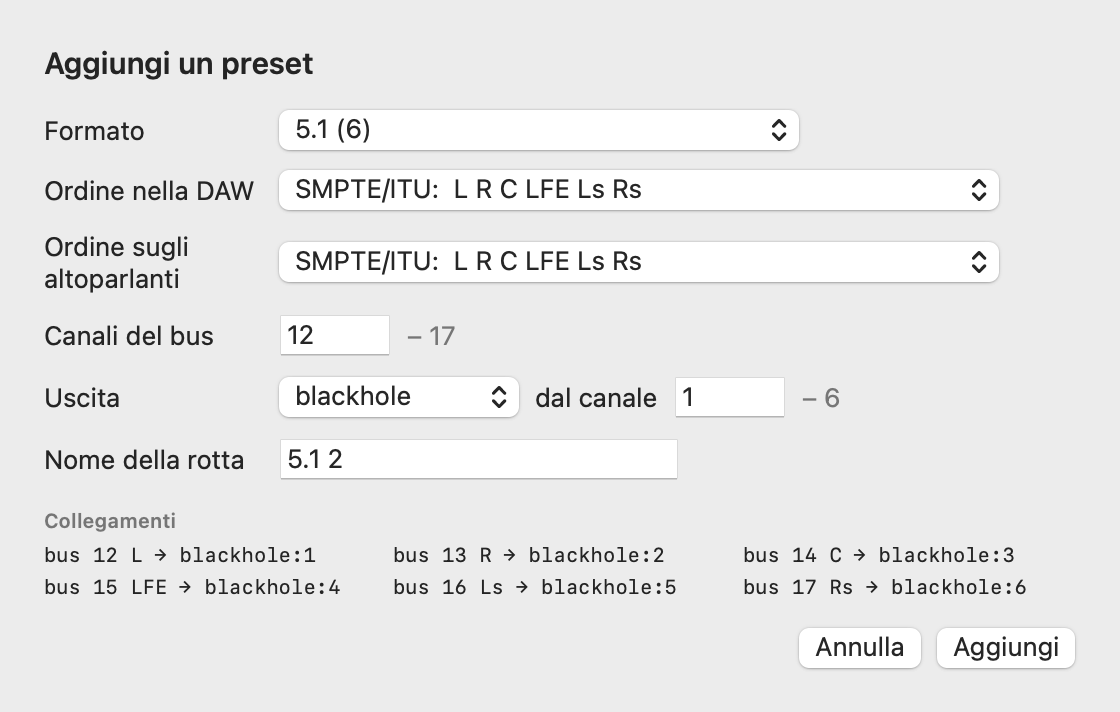 Aggiungi un preset
Formato 5.1 (6)
Ordine nella DAW SMPTE/ITU: L R C LFE Ls Rs
Ordine sugli altoparlanti SMPTE/ITU: L R C LFE Ls Rs
Canali del bus 12 – 17
Uscita blackhole dal canale 1 – 6
Nome della rotta 5.1 2
Collegamenti
bus 12 L → blackhole:1 bus 13 R → blackhole:2 bus 14 C → blackhole:3
bus 15 LFE → blackhole:4 bus 16 Ls → blackhole:5 bus 17 Rs → blackhole:6
Annulla Aggiungi